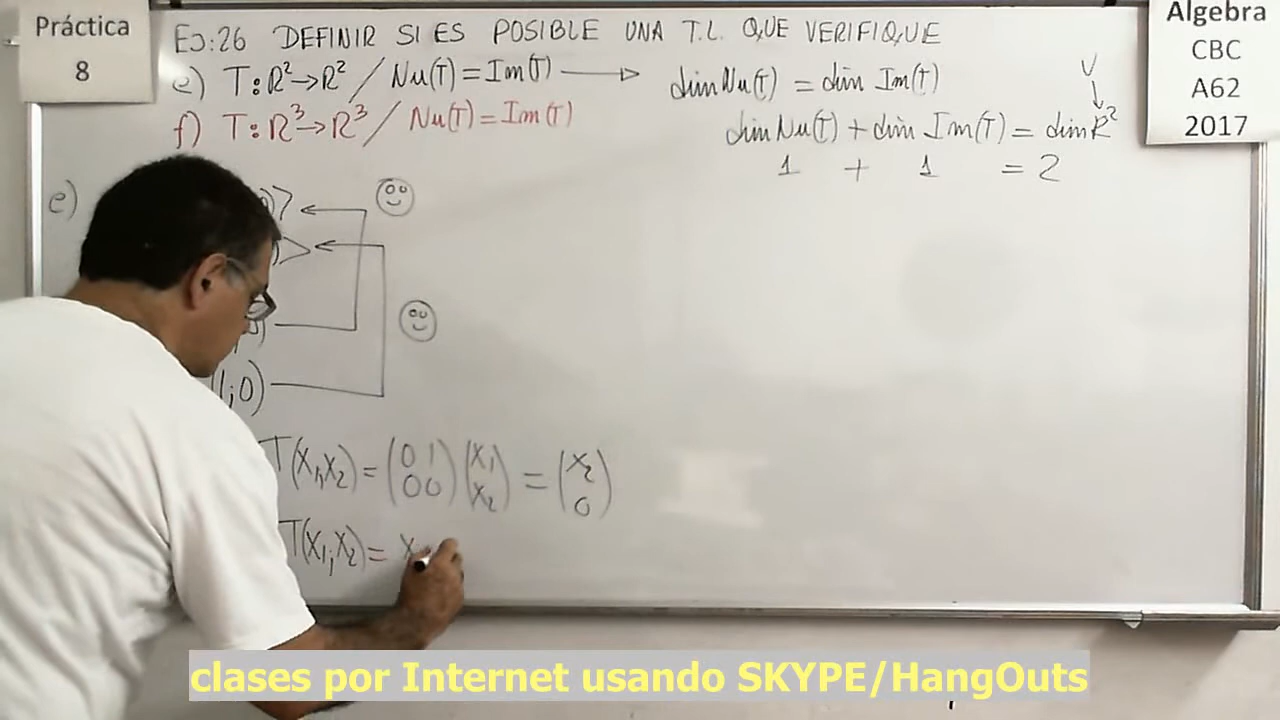 Práctica
8
EJ:26 DEFINIR SI ES POSIBLE UNA T.L. QUE VERIFIQUE
e) T:R²→R² / Nu(T)=Im(T) → dim Nu(T) = dim Im(T)
f) T:R³→R³ / Nu(T)=Im(T)
V
dim Nu(T) + dim Im(T) = dim R²
1 + 1 = 2
Algebra
CBC
A62
2017
e)
1;0)
T(x₁,x₂) = (0 1
0 0) (x₁
x₂) = (x₂
0)
T(x₁;x₂) = x
clases por Internet usando SKYPE/HangOuts